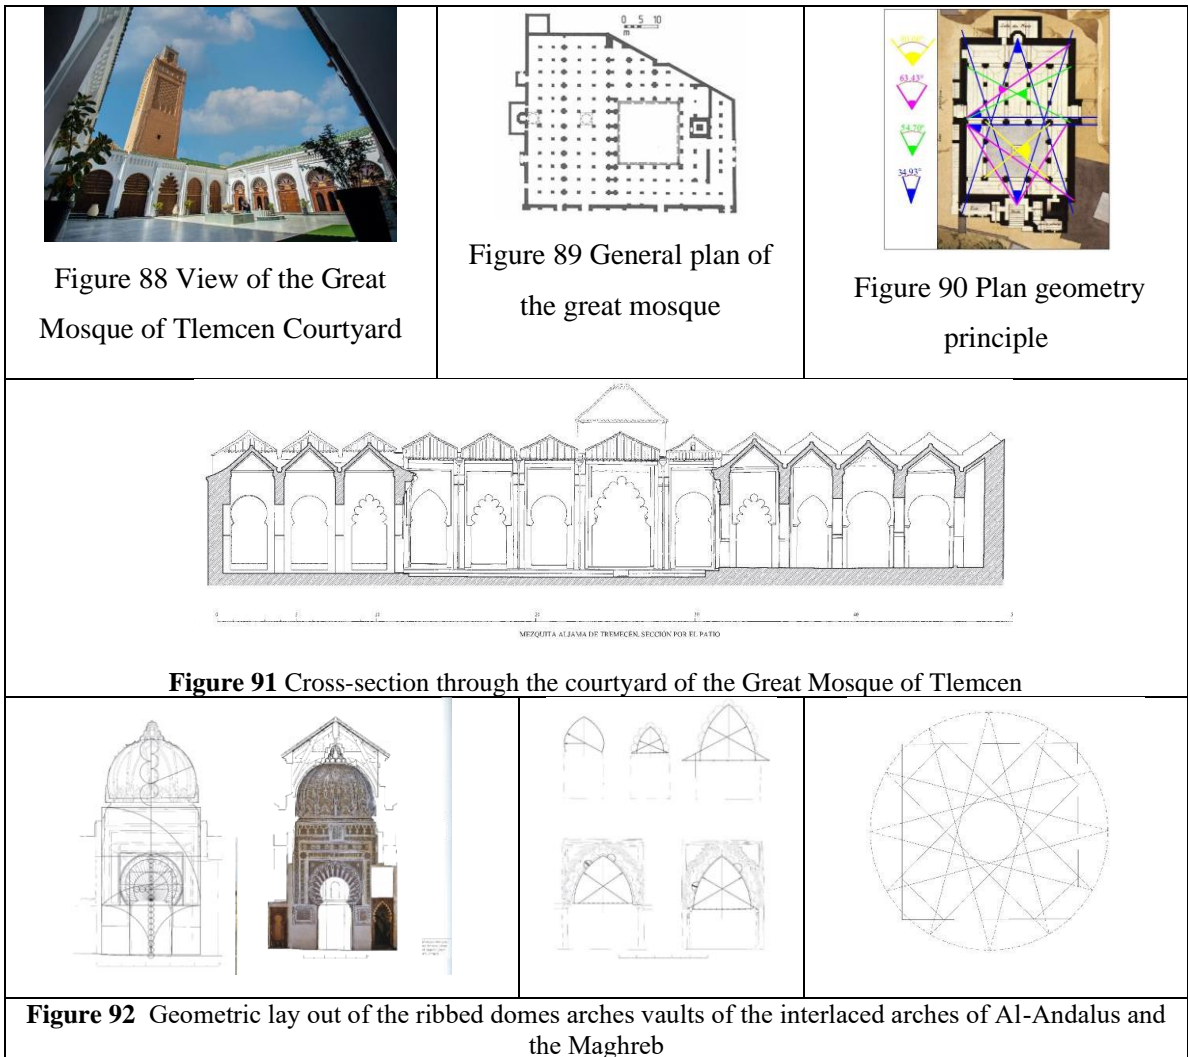 0 5 10
m
Figure 88 View of the Great
Mosque of Tlemcen Courtyard
Figure 89 General plan of
the great mosque
63.43°
54.70°
34.93°
Figure 90 Plan geometry
principle
MEZQUITA ALJAMA DE TREMECÉN. SECCIÓN POR EL PATIO
Figure 91 Cross-section through the courtyard of the Great Mosque of Tlemcen
Figure 92 Geometric lay out of the ribbed domes arches vaults of the interlaced arches of Al-Andalus and
the Maghreb